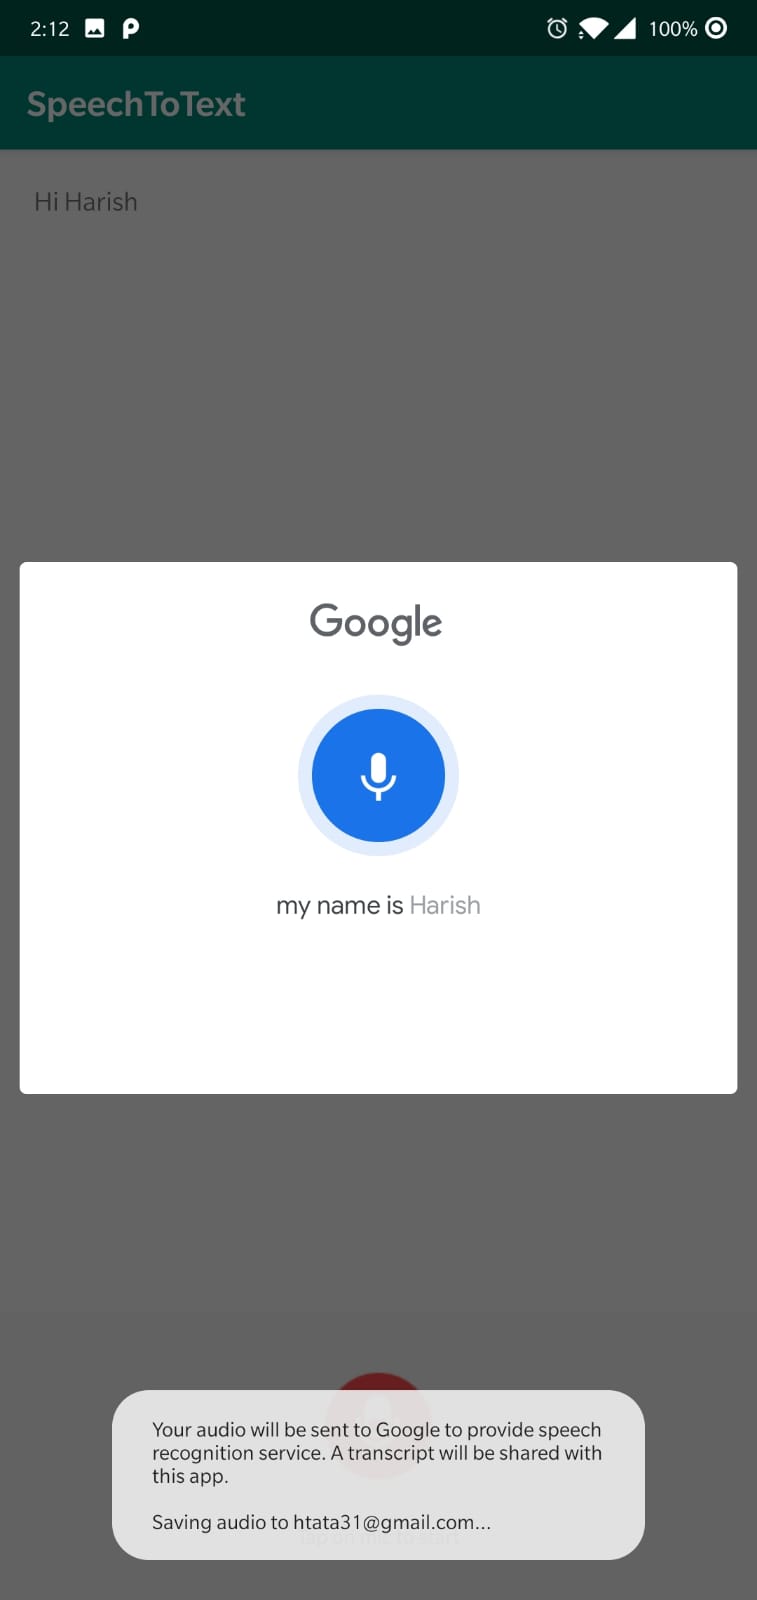 2:12
100%
SpeechToText
Hi Harish
Google
my name is Harish
Your audio will be sent to Google to provide speech
recognition service. A transcript will be shared with
this app.
Saving audio to htata31@gmail.com...